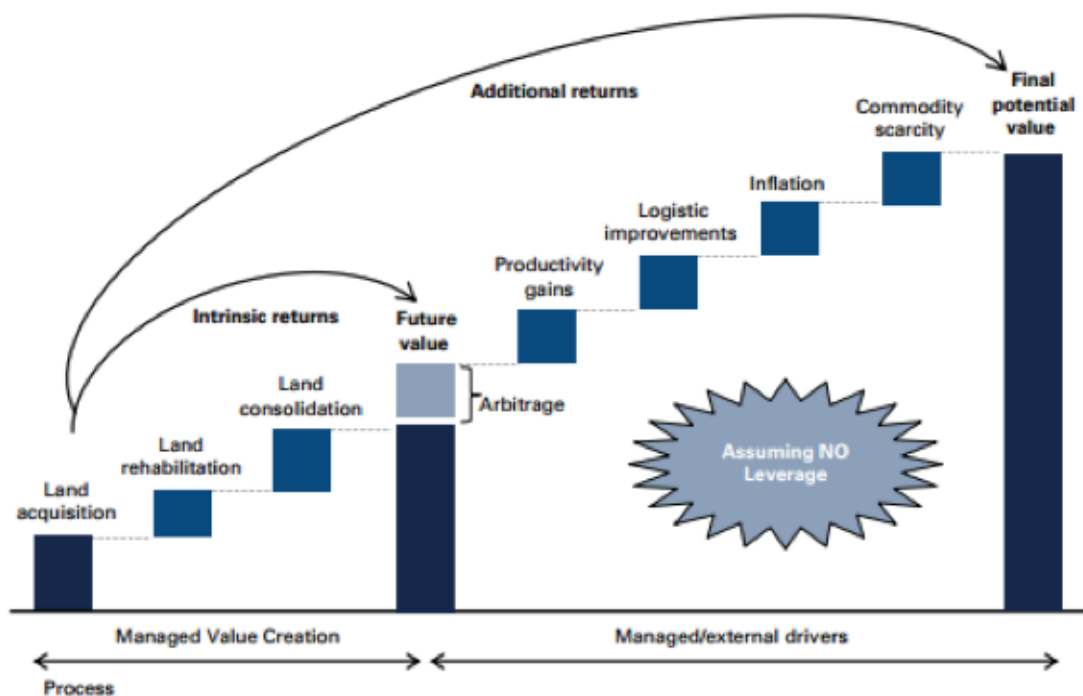 Additional returns
Final
potential
value
Commodity
scarcity
Inflation
Logistic
improvements
Productivity
gains
Intrinsic returns
Future
value
Arbitrage
Land
consolidation
Land
rehabilitation
Land
acquisition
Assuming NO
Leverage
Managed Value Creation
Managed/external drivers
Process